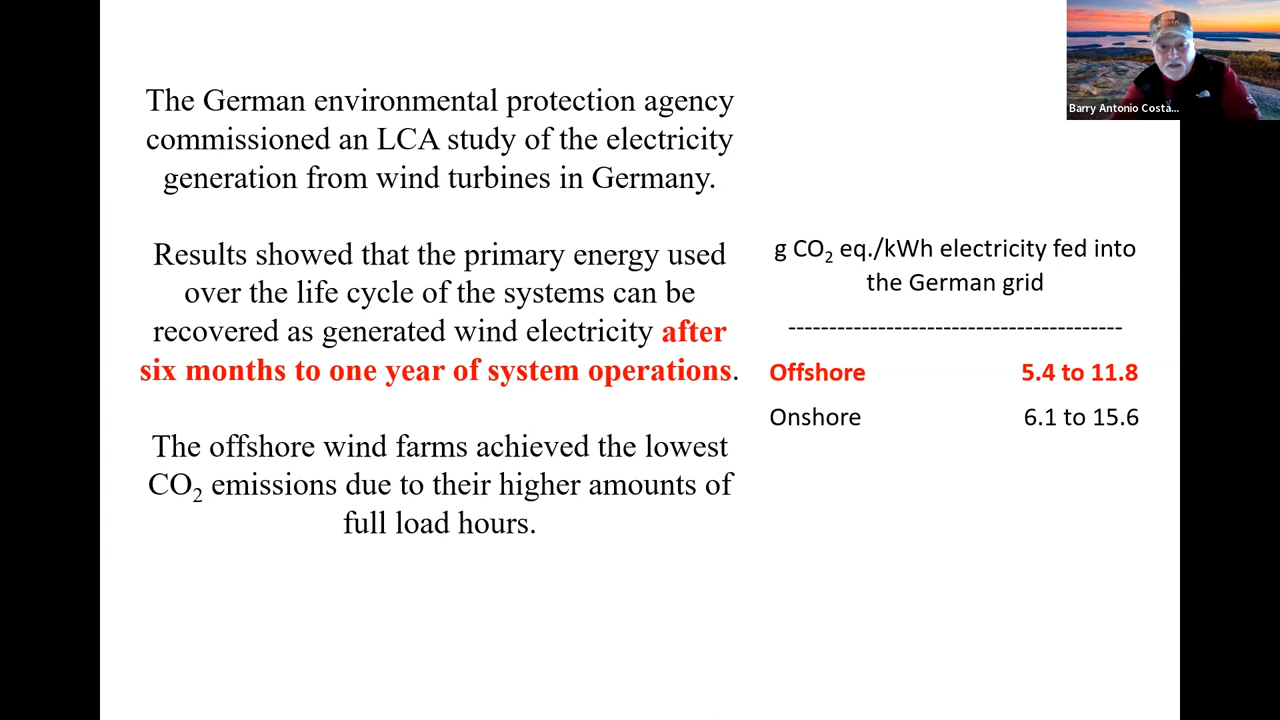 The German environmental protection agency
commissioned an LCA study of the electricity
generation from wind turbines in Germany.
Results showed that the primary energy used
over the life cycle of the systems can be
recovered as generated wind electricity after
six months to one year of system operations.
The offshore wind farms achieved the lowest
CO₂ emissions due to their higher amounts of
full load hours.
g CO₂ eq./kWh electricity fed into
the German grid
-----------------------------------------
Offshore 5.4 to 11.8
Onshore 6.1 to 15.6
Barry Antonio Costa...